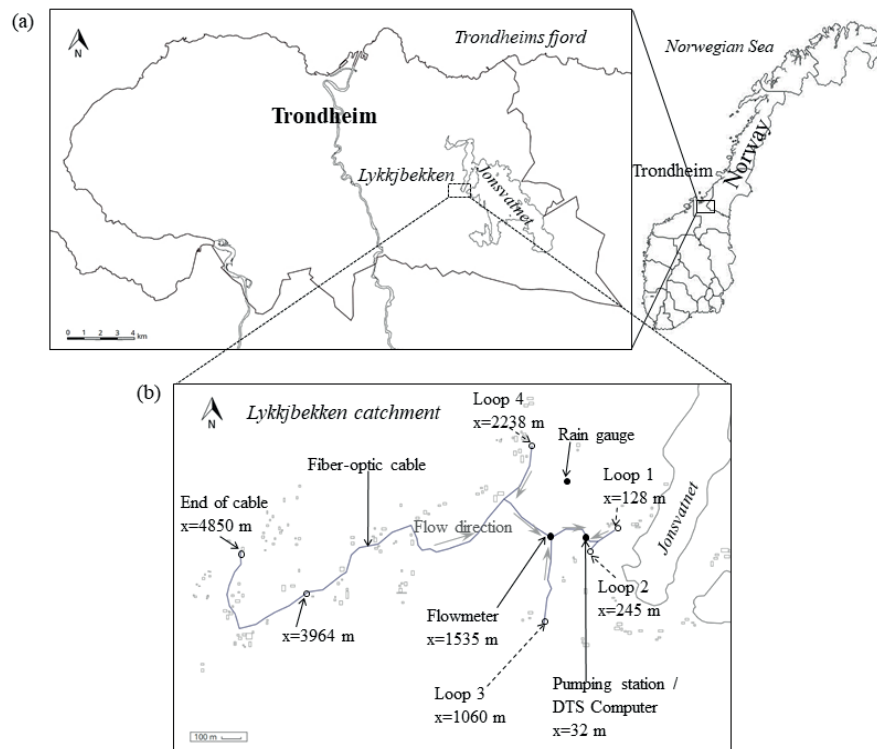 (a)
N
Trondheims fjord
Norwegian Sea
Trondheim
Lykkjbekken
Jonsvatnet
Trondheim
Norway
0 1 2 3 4
km
(b)
N
Lykkjbekken catchment
Loop 4
x=2238 m
Rain gauge
Fiber-optic cable
Loop 1
x=128 m
End of cable
x=4850 m
Flow direction
Jonsvatnet
Loop 2
x=245 m
Flowmeter
x=1535 m
x=3964 m
Loop 3
x=1060 m
Pumping station /
DTS Computer
x=32 m
100 m